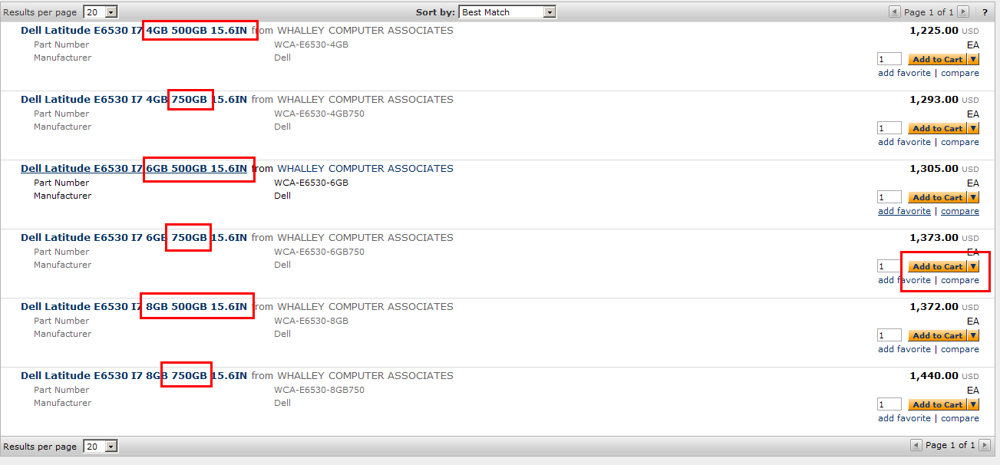 Results per page 20 Sort by: Best Match Page 1 of 1 ?
Dell Latitude E6530 I7 4GB 500GB 15.6IN from WHALLEY COMPUTER ASSOCIATES 1,225.00 USD
Part Number WCA-E6530-4GB EA
Manufacturer Dell 1 Add to Cart
add favorite | compare
Dell Latitude E6530 I7 4GB 750GB 15.6IN from WHALLEY COMPUTER ASSOCIATES 1,293.00 USD
Part Number WCA-E6530-4GB750 EA
Manufacturer Dell 1 Add to Cart
add favorite | compare
Dell Latitude E6530 I7 6GB 500GB 15.6IN from WHALLEY COMPUTER ASSOCIATES 1,305.00 USD
Part Number WCA-E6530-6GB EA
Manufacturer Dell 1 Add to Cart
add favorite | compare
Dell Latitude E6530 I7 6GB 750GB 15.6IN from WHALLEY COMPUTER ASSOCIATES 1,373.00 USD
Part Number WCA-E6530-6GB750 EA
Manufacturer Dell 1 Add to Cart
add favorite | compare
Dell Latitude E6530 I7 8GB 500GB 15.6IN from WHALLEY COMPUTER ASSOCIATES 1,372.00 USD
Part Number WCA-E6530-8GB EA
Manufacturer Dell 1 Add to Cart
add favorite | compare
Dell Latitude E6530 I7 8GB 750GB 15.6IN from WHALLEY COMPUTER ASSOCIATES 1,440.00 USD
Part Number WCA-E6530-8GB750 EA
Manufacturer Dell 1 Add to Cart
add favorite | compare
Results per page 20 Page 1 of 1